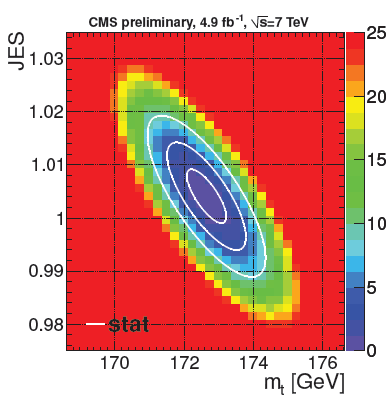 CMS preliminary, 4.9 fb⁻¹, √s=7 TeV
JES
1.03
1.02
1.01
1
0.99
0.98
25
20
15
10
5
0
stat
170 172 174 176
mₜ [GeV]